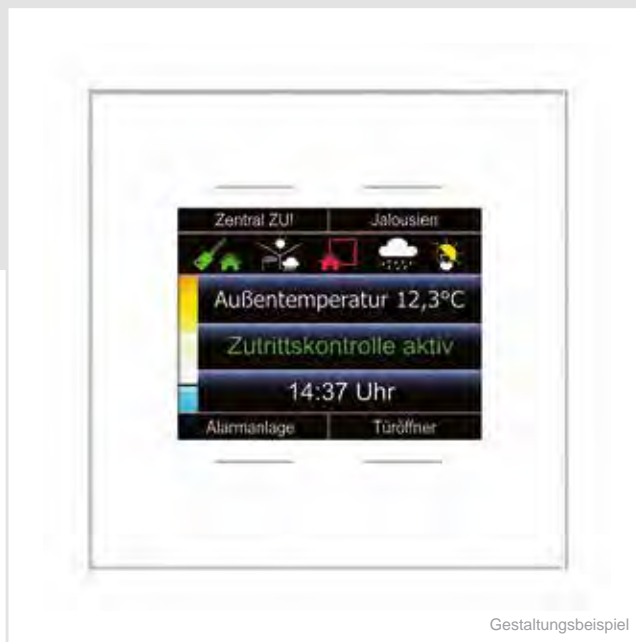 Zentral ZU! Jalousien
Außentemperatur 12,3°C
Zutrittskontrolle aktiv
14:37 Uhr
Alarmanlage Türöffner
Gestaltungsbeispiel